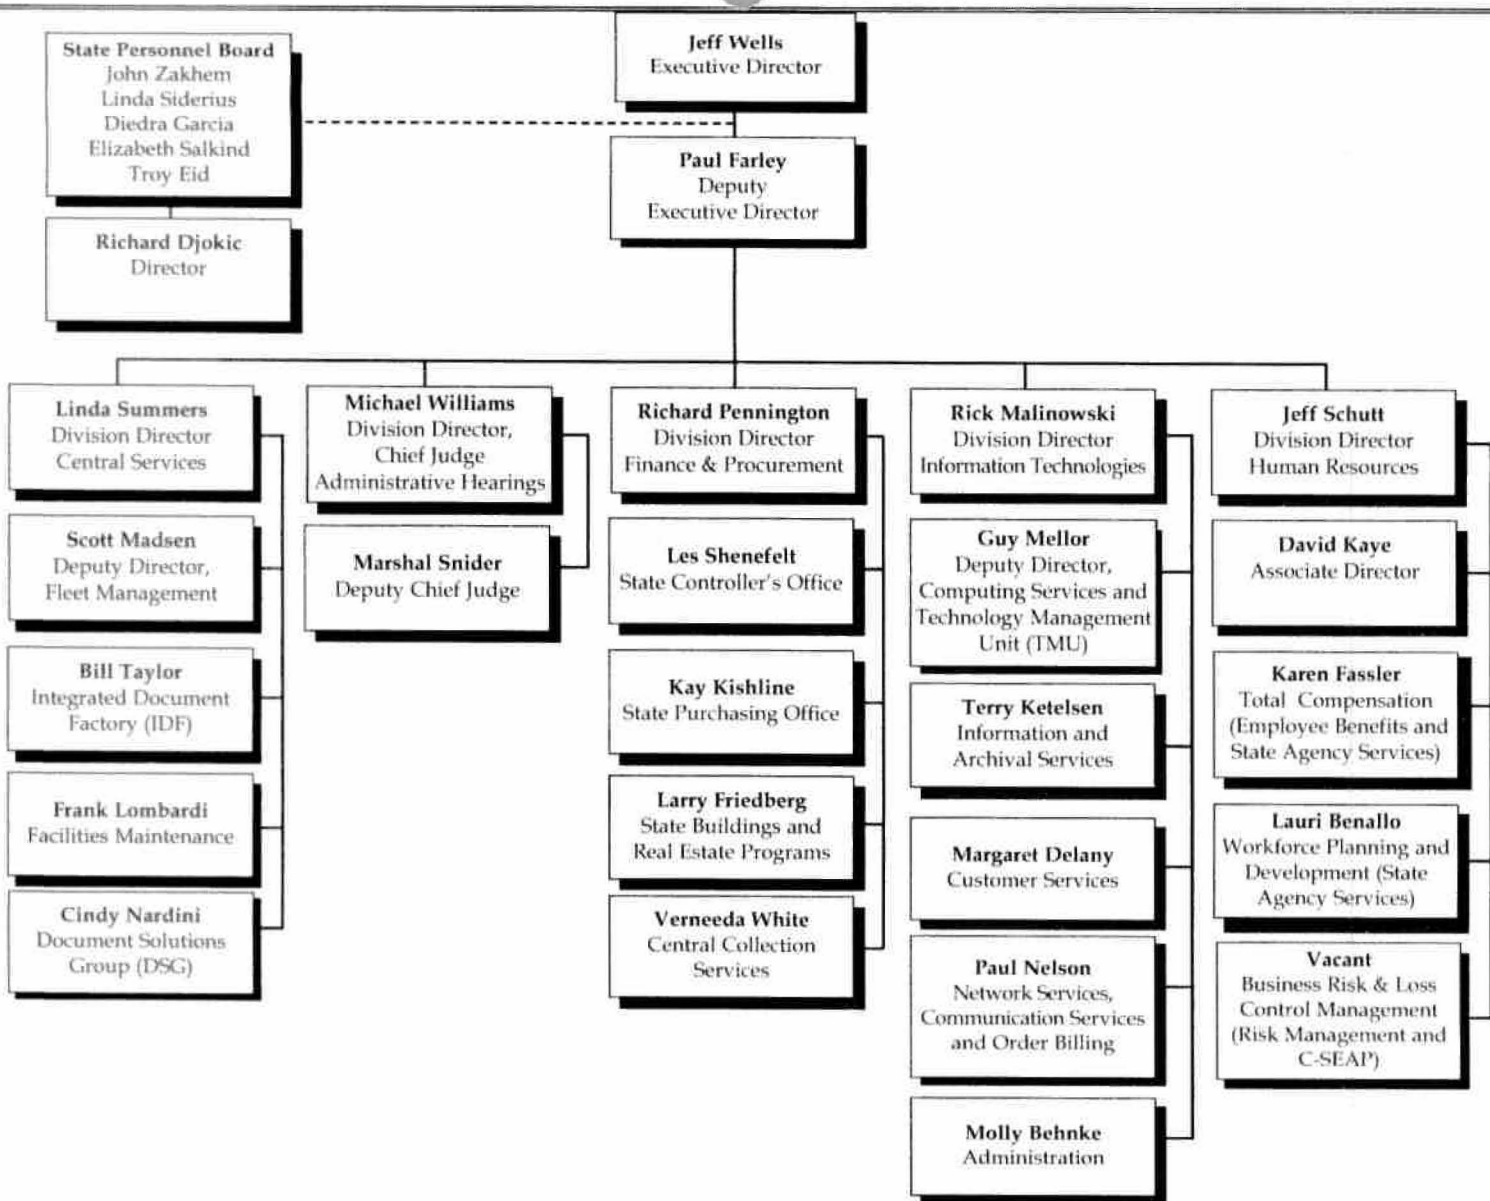 State Personnel Board
John Zakhem
Linda Siderius
Diedra Garcia
Elizabeth Salkind
Troy Eid
Richard Djokic
Director
Jeff Wells
Executive Director
Paul Farley
Deputy
Executive Director
Linda Summers
Division Director
Central Services
Scott Madsen
Deputy Director,
Fleet Management
Bill Taylor
Integrated Document
Factory (IDF)
Frank Lombardi
Facilities Maintenance
Cindy Nardini
Document Solutions
Group (DSG)
Michael Williams
Division Director,
Chief Judge
Administrative Hearings
Marshal Snider
Deputy Chief Judge
Richard Pennington
Division Director
Finance & Procurement
Les Shenefelt
State Controller's Office
Kay Kishline
State Purchasing Office
Larry Friedberg
State Buildings and
Real Estate Programs
Verneeda White
Central Collection
Services
Rick Malinowski
Division Director
Information Technologies
Guy Mellor
Deputy Director,
Computing Services and
Technology Management
Unit (TMU)
Terry Ketelsen
Information and
Archival Services
Margaret Delany
Customer Services
Paul Nelson
Network Services,
Communication Services
and Order Billing
Molly Behnke
Administration
Jeff Schutt
Division Director
Human Resources
David Kaye
Associate Director
Karen Fassler
Total Compensation
(Employee Benefits and
State Agency Services)
Lauri Benallo
Workforce Planning and
Development (State
Agency Services)
Vacant
Business Risk & Loss
Control Management
(Risk Management and
C-SEAP)